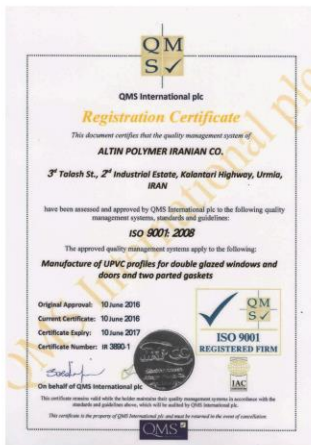 QM
S✓
QMS International plc
Registration Certificate
This document certifies that the quality management system of
ALTIN POLYMER IRANIAN CO.
3rd Talash St., 2nd Industrial Estate, Kalantari Highway, Urmia,
IRAN
have been assessed and approved by QMS International plc to the following quality
management systems, standards and guidelines:
ISO 9001: 2008
The approved quality management systems apply to the following:
Manufacture of UPVC profiles for double glazed windows and
doors and two parted gaskets
Original Approval: 10 June 2016
Current Certificate: 10 June 2016
Certificate Expiry: 10 June 2017
Certificate Number: IR 3890-1
On behalf of QMS International plc
QM
S✓
ISO 9001
REGISTERED FIRM
IAC
This certificate remains valid while the holder maintains their quality management systems in accordance with the
standards and guidelines above, which will be audited by QMS International plc.
This certificate is the property of QMS International plc and must be returned in the event of cancellation
QMS
QMS International plc